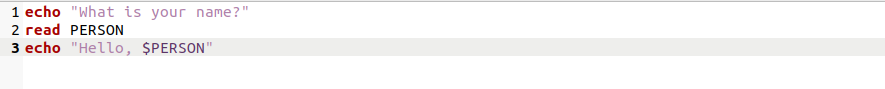 1 echo "What is your name?"
2 read PERSON
3 echo "Hello, $PERSON"